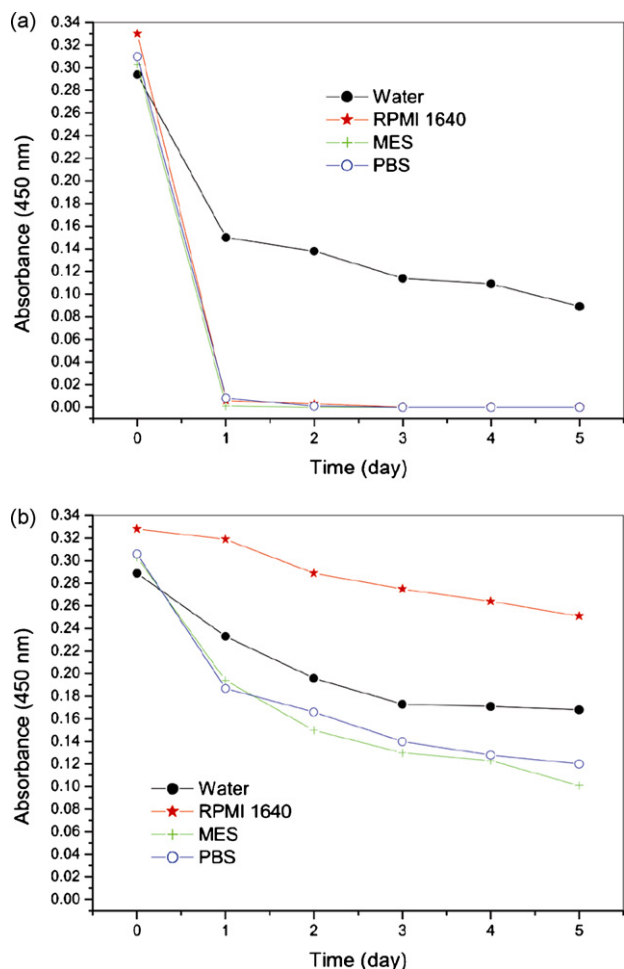 (a)
0.34
0.32
0.30
0.28
0.26
0.24
0.22
0.20
0.18
0.16
0.14
0.12
0.10
0.08
0.06
0.04
0.02
0.00
Absorbance (450 nm)
Water
RPMI 1640
MES
PBS
0 1 2 3 4 5
Time (day)
(b)
0.34
0.32
0.30
0.28
0.26
0.24
0.22
0.20
0.18
0.16
0.14
0.12
0.10
0.08
0.06
0.04
0.02
0.00
Absorbance (450 nm)
Water
RPMI 1640
MES
PBS
0 1 2 3 4 5
Time (day)